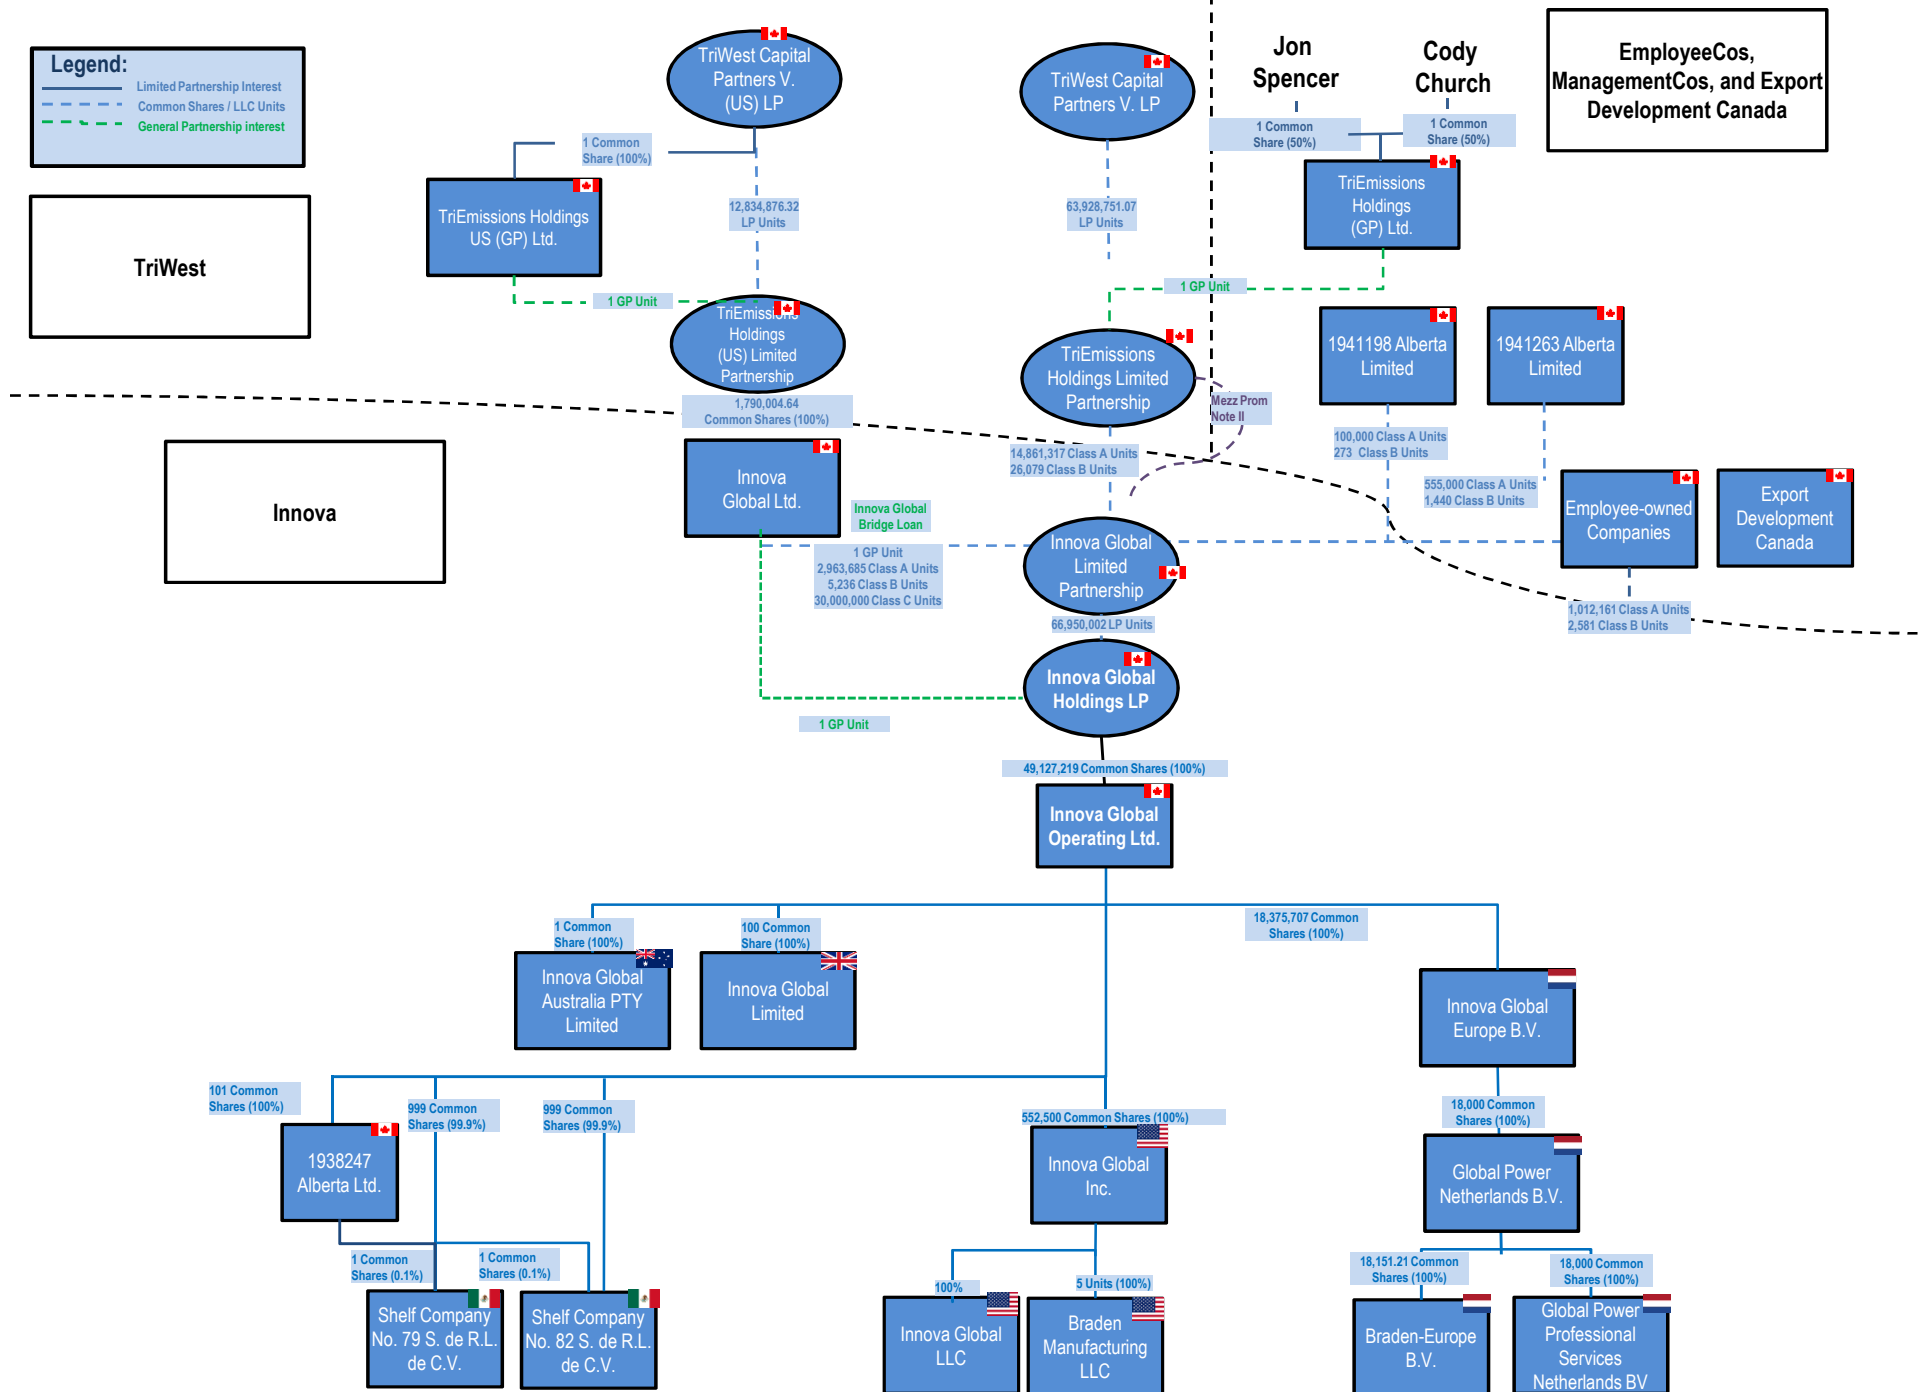 Legend:
Limited Partnership Interest
Common Shares / LLC Units
General Partnership interest
TriWest Capital
Partners V.
(US) LP
TriWest Capital
Partners V. LP
Jon
Spencer
Cody
Church
EmployeeCos,
ManagementCos, and Export
Development Canada
1 Common
Share (100%)
1 Common
Share (50%)
1 Common
Share (50%)
TriWest
TriEmissions Holdings
US (GP) Ltd.
12,834,876.32
LP Units
63,928,751.07
LP Units
TriEmissions
Holdings
(GP) Ltd.
1 GP Unit
1 GP Unit
TriEmissions
Holdings
(US) Limited
Partnership
TriEmissions
Holdings Limited
Partnership
1941198 Alberta
Limited
1941263 Alberta
Limited
1,790,004.64
Common Shares (100%)
Mezz Prom
Note II
Innova
Innova
Global Ltd.
14,861,317 Class A Units
26,079 Class B Units
100,000 Class A Units
273 Class B Units
555,000 Class A Units
1,440 Class B Units
Innova Global
Bridge Loan
Employee-owned
Companies
Export
Development
Canada
1 GP Unit
2,963,685 Class A Units
5,236 Class B Units
30,000,000 Class C Units
Innova Global
Limited
Partnership
1,012,161 Class A Units
2,581 Class B Units
66,950,002 LP Units
Innova Global
Holdings LP
1 GP Unit
49,127,219 Common Shares (100%)
Innova Global
Operating Ltd.
1 Common
Share (100%)
100 Common
Share (100%)
18,375,707 Common
Shares (100%)
Innova Global
Australia PTY
Limited
Innova Global
Limited
Innova Global
Europe B.V.
101 Common
Shares (100%)
999 Common
Shares (99.9%)
999 Common
Shares (99.9%)
552,500 Common Shares (100%)
18,000 Common
Shares (100%)
1938247
Alberta Ltd.
Innova Global
Inc.
Global Power
Netherlands B.V.
1 Common
Shares (0.1%)
1 Common
Shares (0.1%)
100%
5 Units (100%)
18,151.21 Common
Shares (100%)
18,000 Common
Shares (100%)
Shelf Company
No. 79 S. de R.L.
de C.V.
Shelf Company
No. 82 S. de R.L.
de C.V.
Innova Global
LLC
Braden
Manufacturing
LLC
Braden-Europe
B.V.
Global Power
Professional
Services
Netherlands BV